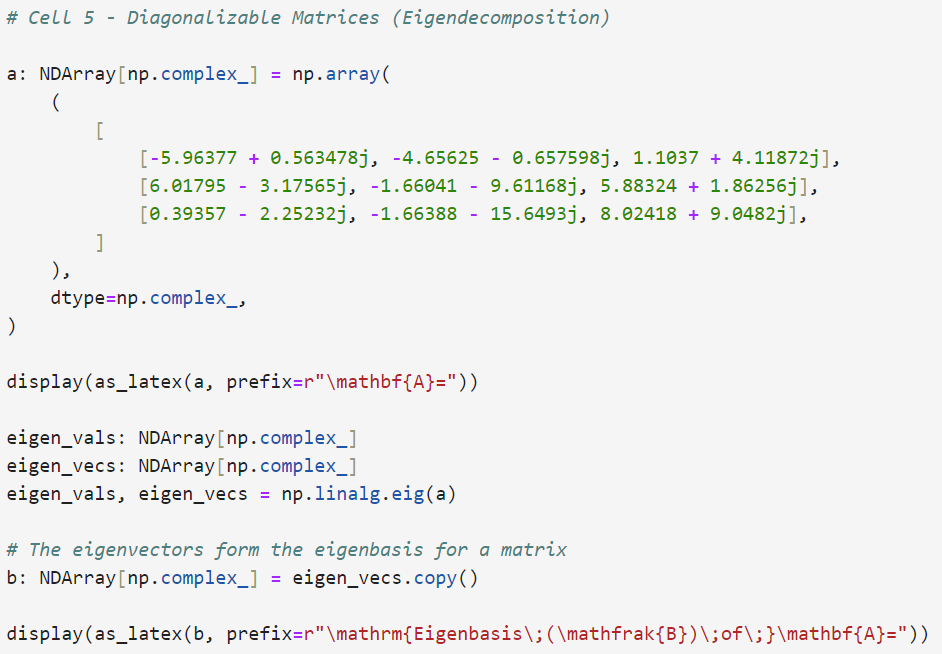 # Cell 5 - Diagonalizable Matrices (Eigendecomposition)
a: NDArray[np.complex_] = np.array(
    (
        [
            [-5.96377 + 0.563478j, -4.65625 - 0.657598j, 1.1037 + 4.11872j],
            [6.01795 - 3.17565j, -1.66041 - 9.61168j, 5.88324 + 1.86256j],
            [0.39357 - 2.25232j, -1.66388 - 15.6493j, 8.02418 + 9.0482j],
        ]
    ),
    dtype=np.complex_,
)
display(as_latex(a, prefix=r"\mathbf{A}="))
eigen_vals: NDArray[np.complex_]
eigen_vecs: NDArray[np.complex_]
eigen_vals, eigen_vecs = np.linalg.eig(a)
# The eigenvectors form the eigenbasis for a matrix
b: NDArray[np.complex_] = eigen_vecs.copy()
display(as_latex(b, prefix=r"\mathrm{Eigenbasis\;(\mathfrak{B})\;of\;}\mathbf{A}="))